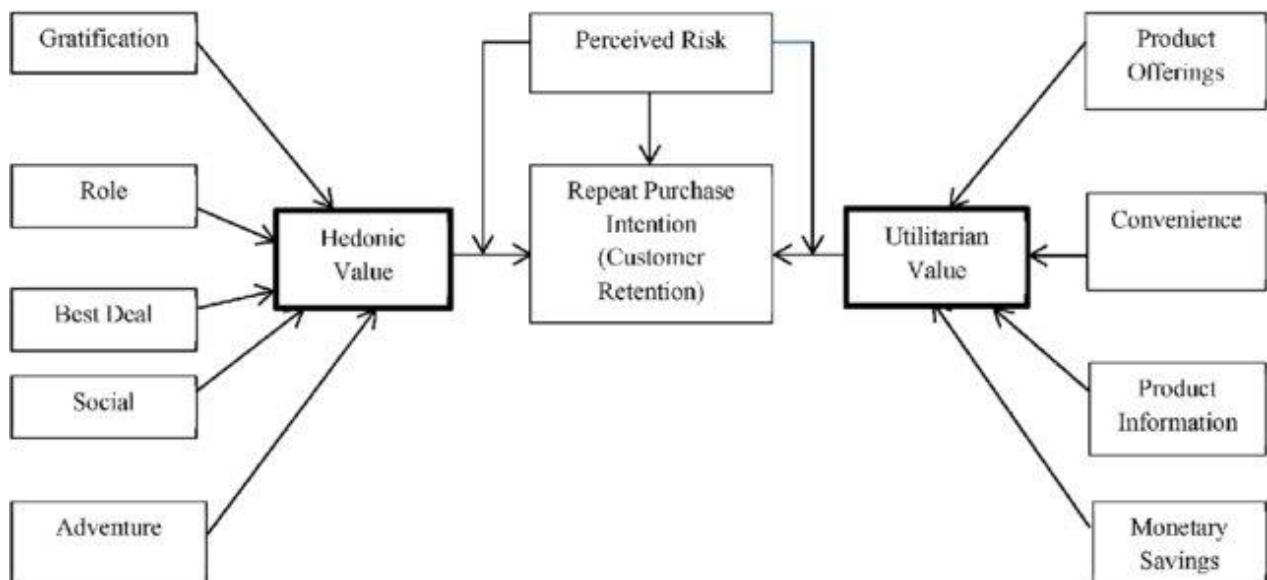 Gratification
Perceived Risk
Product
Offerings
Role
Repeat Purchase
Intention
(Customer
Retention)
Hedonic
Value
Utilitarian
Value
Convenience
Best Deal
Social
Product
Information
Adventure
Monetary
Savings